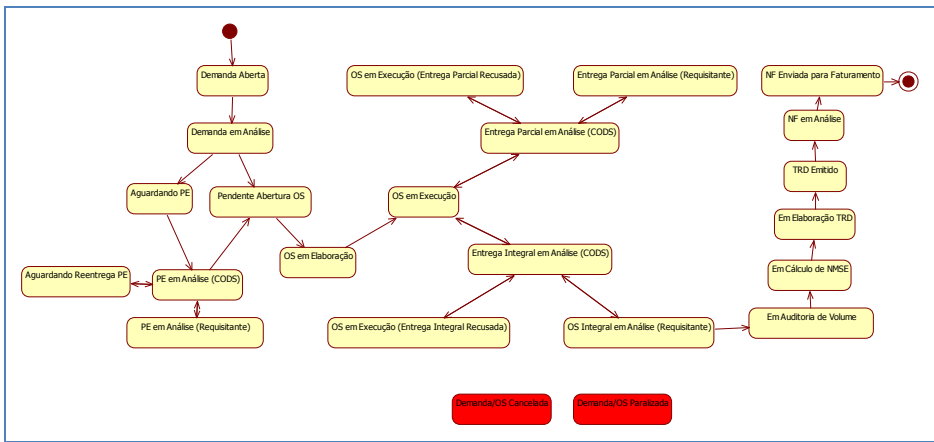 Demanda Aberta
Demanda em Análise
Aguardando PE
Pendente Abertura OS
OS em Elaboração
Aguardando Reentrega PE
PE em Análise (CODS)
PE em Análise (Requisitante)
OS em Execução (Entrega Parcial Recusada)
Entrega Parcial em Análise (Requisitante)
Entrega Parcial em Análise (CODS)
OS em Execução
Entrega Integral em Análise (CODS)
OS em Execução (Entrega Integral Recusada)
OS Integral em Análise (Requisitante)
NF Enviada para Faturamento
NF em Análise
TRD Emitido
Em Elaboração TRD
Em Cálculo de NMSE
Em Auditoria de Volume
Demanda/OS Cancelada
Demanda/OS Paralizada